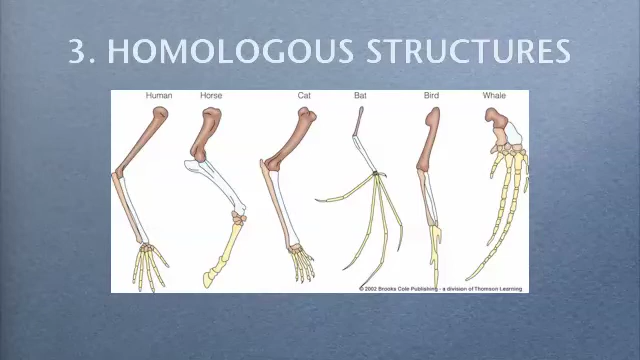 3. HOMOLOGOUS STRUCTURES
Human Horse Cat Bat Bird Whale
© 2002 Brooks Cole Publishing - a division of Thomson Learning